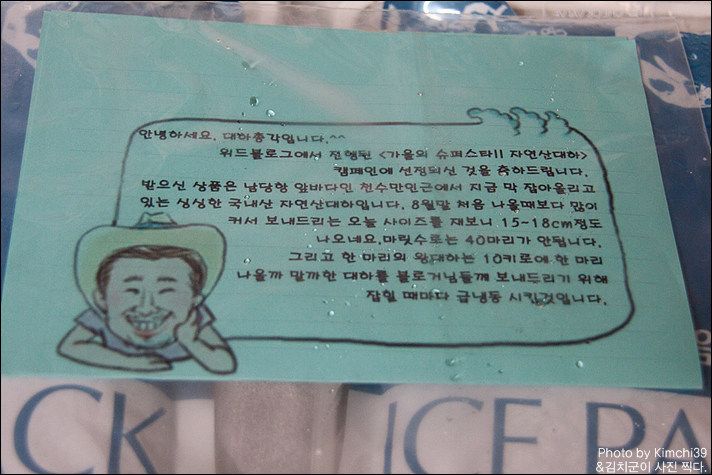 안녕하세요. 대하총각입니다.^^
위드블로그에서 진행된 <가을의 슈퍼스타!! 자연산대하>
캠페인에 선정되신 것을 축하드립니다.
받으신 상품은 남당항 앞바다인 천수만인근에서 지금 막 잡아올리고
있는 싱싱한 국내산 자연산대하입니다. 8월말 처음 나올때보다 많이
커서 보내드리는 오늘 사이즈를 재보니 15~18cm정도
나오네요.마릿수로는 40마리가 안됩니다.
그리고 한 마리의 왕대하는 10키로에 한 마리
나올까 말까한 대하를 블로거님들께 보내드리기 위해
잡힐 때마다 급냉동 시킨것입니다.
CK ICE PA
Photo by Kimchi39
&김치군이 사진 찍다.